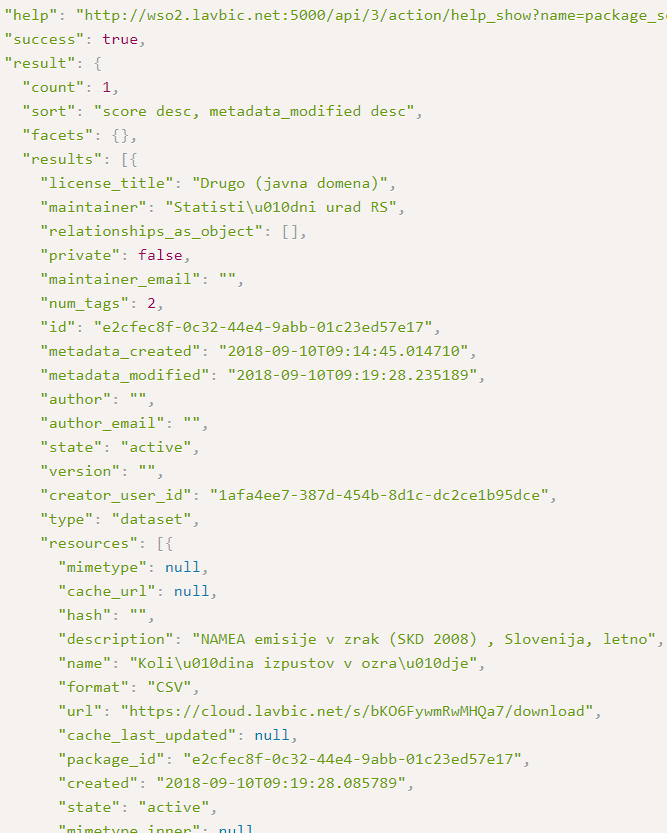 "help": "http://wso2.lavbic.net:5000/api/3/action/help_show?name=package_s
"success": true,
"result": {
"count": 1,
"sort": "score desc, metadata_modified desc",
"facets": {},
"results": [{
"license_title": "Drugo (javna domena)",
"maintainer": "Statisti\u010dni urad RS",
"relationships_as_object": [],
"private": false,
"maintainer_email": "",
"num_tags": 2,
"id": "e2cfec8f-0c32-44e4-9abb-01c23ed57e17",
"metadata_created": "2018-09-10T09:14:45.014710",
"metadata_modified": "2018-09-10T09:19:28.235189",
"author": "",
"author_email": "",
"state": "active",
"version": "",
"creator_user_id": "1afa4ee7-387d-454b-8d1c-dc2ce1b95dce",
"type": "dataset",
"resources": [{
"mimetype": null,
"cache_url": null,
"hash": "",
"description": "NAMEA emisije v zrak (SKD 2008) , Slovenija, letno",
"name": "Koli\u010dina izpustov v ozra\u010dje",
"format": "CSV",
"url": "https://cloud.lavbic.net/s/bKO6FywmRwMHQa7/download",
"cache_last_updated": null,
"package_id": "e2cfec8f-0c32-44e4-9abb-01c23ed57e17",
"created": "2018-09-10T09:19:28.085789",
"state": "active",
"mimetype_inner": null